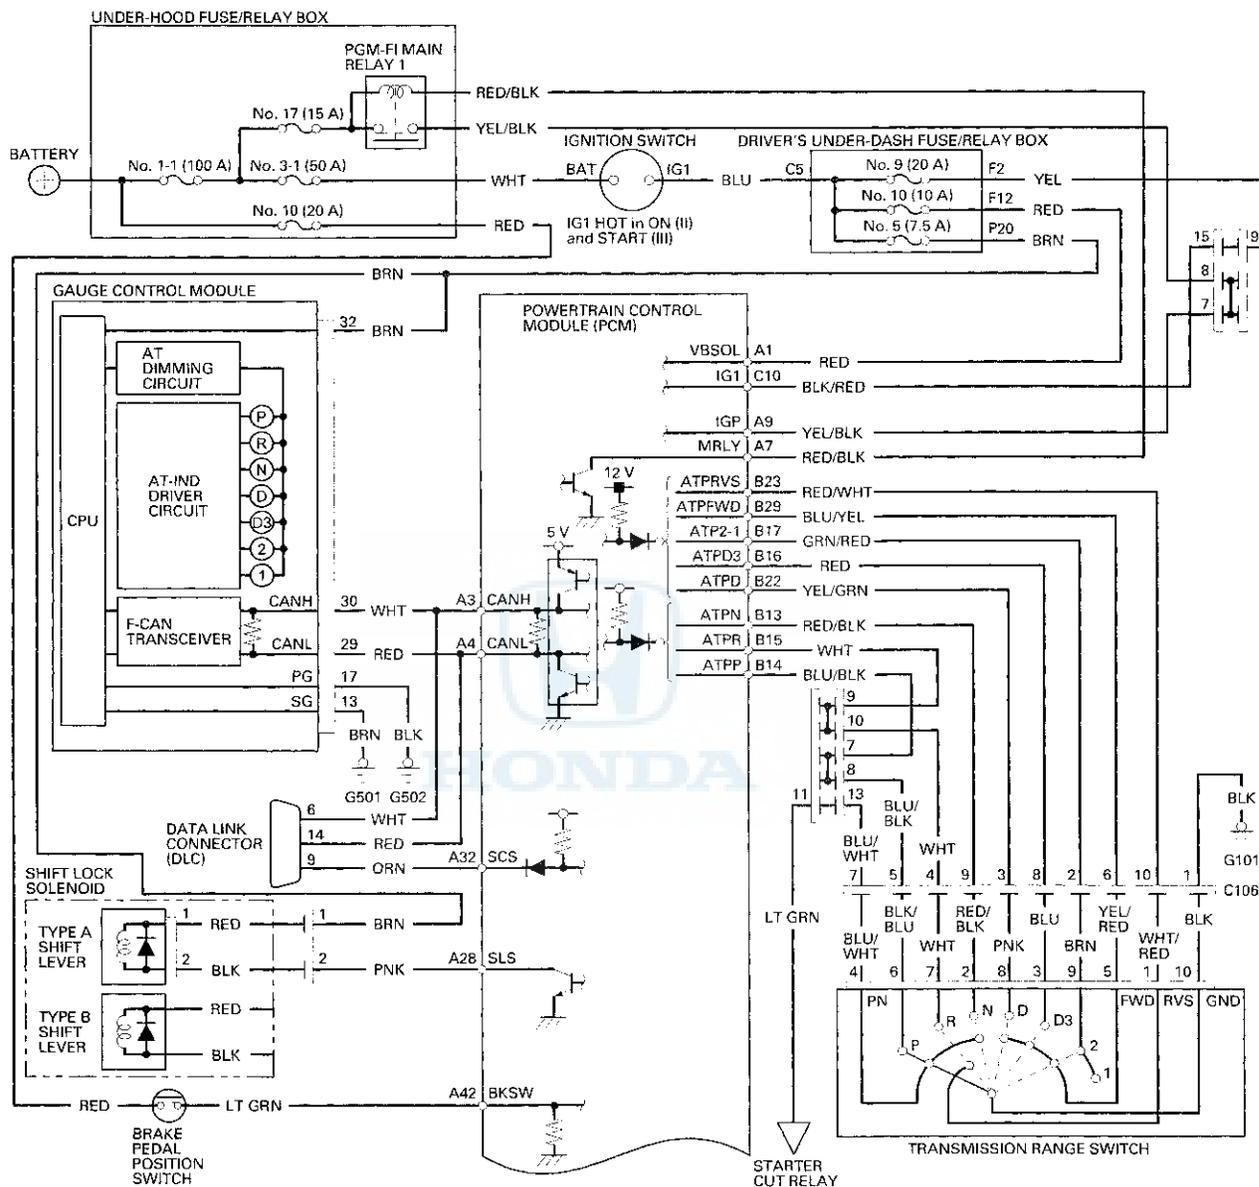 UNDER-HOOD FUSE/RELAY BOX
PGM-FI MAIN
RELAY 1
RED/BLK
No. 17 (15 A)
YEL/BLK
IGNITION SWITCH
DRIVER'S UNDER-DASH FUSE/RELAY BOX
BATTERY
No. 1-1 (100 A)
No. 3-1 (50 A)
WHT
BAT
IG1
BLU
C5
No. 9 (20 A)
F2
YEL
No. 10 (10 A)
F12
RED
No. 10 (20 A)
RED
IG1 HOT in ON (II)
and START (III)
No. 5 (7.5 A)
P20
BRN
15
19
8
7
BRN
GAUGE CONTROL MODULE
32
BRN
POWERTRAIN CONTROL
MODULE (PCM)
AT
DIMMING
CIRCUIT
VBSOL
A1
RED
IG1
C10
BLK/RED
IGP
A9
YEL/BLK
MRLY
A7
RED/BLK
CPU
AT-IND
DRIVER
CIRCUIT
P
R
N
D
D3
2
1
12 V
5 V
ATPRVS
B23
RED/WHT
ATPFWD
B29
BLU/YEL
ATP2-1
B17
GRN/RED
ATPD3
B16
RED
ATPD
B22
YEL/GRN
ATPN
B13
RED/BLK
ATPR
B15
WHT
ATPP
B14
BLU/BLK
F-CAN
TRANSCEIVER
CANH
30
WHT
A3
CANH
CANL
29
RED
A4
CANL
PG
17
SG
13
BRN
BLK
G501
G502
HONDA
9
10
7
8
11
13
BLU/
BLK
BLU/
WHT
WHT
BLK
G101
C106
DATA LINK
CONNECTOR
(DLC)
6
WHT
14
RED
9
ORN
A32
SCS
7
5
4
9
3
8
2
6
10
1
LT GRN
BLU/
WHT
BLK/
BLU
WHT
RED/
BLK
PNK
BLU
BRN
YEL/
RED
WHT/
RED
BLK
4
6
7
2
8
3
9
5
1
10
SHIFT LOCK
SOLENOID
TYPE A
SHIFT
LEVER
1
RED
1
BRN
2
BLK
2
PNK
A28
SLS
TYPE B
SHIFT
LEVER
RED
BLK
PN
FWD
RVS
GND
P
R
N
D
D3
2
1
TRANSMISSION RANGE SWITCH
RED
LT GRN
A42
BKSW
BRAKE
PEDAL
POSITION
SWITCH
STARTER
CUT RELAY